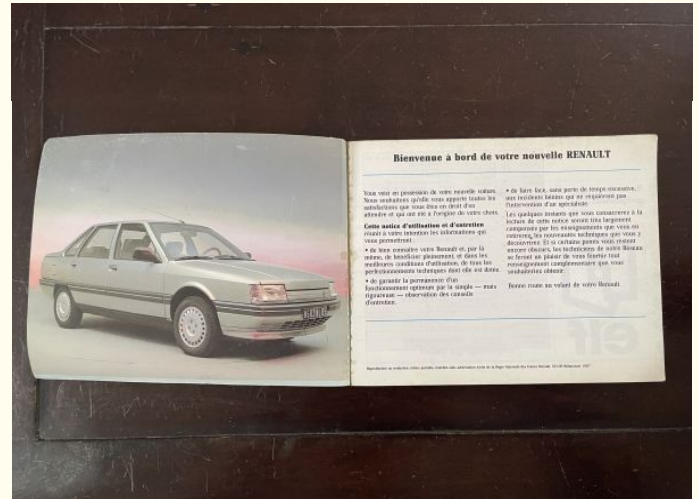 Bienvenue à bord de votre nouvelle RENAULT
Vous voici en possession de votre nouvelle voiture.
Nous souhaitons qu'elle vous apporte toutes les
satisfactions que vous êtes en droit d'en
attendre et qui ont été à l'origine de votre choix.
Cette notice d'utilisation et d'entretien
réunit à votre intention les informations qui
vous permettront :
• de bien connaître votre Renault et, par là
même, de bénéficier pleinement, et dans les
meilleures conditions d'utilisation, de tous les
perfectionnements techniques dont elle est dotée.
• de garantir la permanence d'un
fonctionnement optimum par la simple — mais
rigoureuse — observation des conseils
d'entretien.
• de faire face, sans perte de temps excessive,
aux incidents bénins qui ne requièrent pas
l'intervention d'un spécialiste.
Les quelques instants que vous consacrerez à la
lecture de cette notice seront très largement
compensés par les enseignements que vous en
retirerez, les nouveautés techniques que vous y
découvrirez. Et si certains points vous restent
encore obscurs, les techniciens de notre Réseau
se feront un plaisir de vous fournir tout
renseignement complémentaire que vous
souhaiteriez obtenir.
Bonne route au volant de votre Renault.
elf